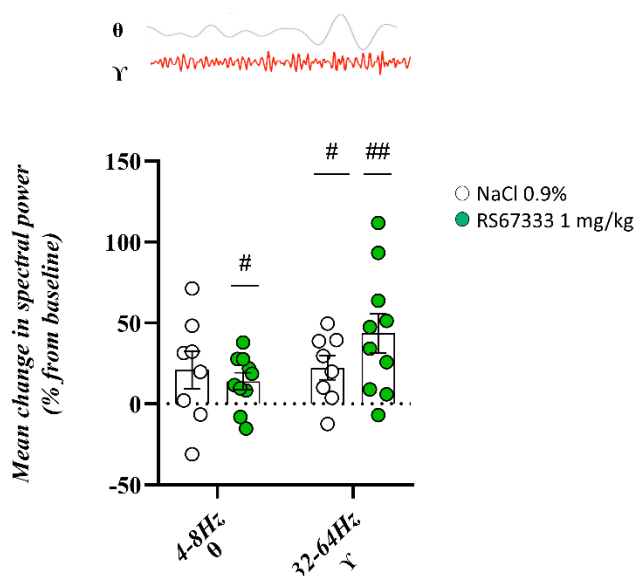 θ
ϒ
Mean change in spectral power
(% from baseline)
150
100
50
0
-50
#
#
##
NaCl 0.9%
RS67333 1 mg/kg
4-8Hz
θ
32-64Hz
ϒ